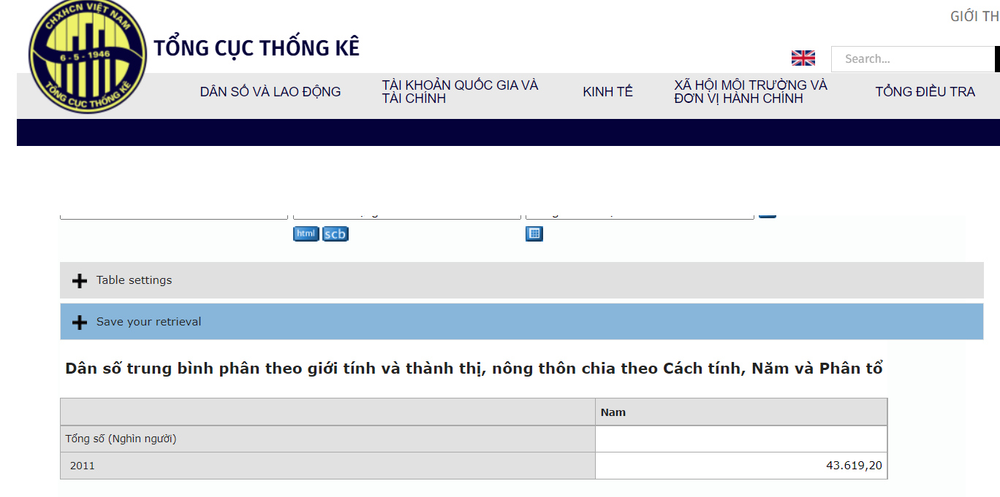 CHXHCN VIỆT NAM
GIỚI TH
TỔNG CỤC THỐNG KÊ
6 - 5 - 1946
Search...
TỔNG CỤC THỐNG KÊ
DÂN SỐ VÀ LAO ĐỘNG
TÀI KHOẢN QUỐC GIA VÀ
TÀI CHÍNH
KINH TẾ
XÃ HỘI MÔI TRƯỜNG VÀ
ĐƠN VỊ HÀNH CHÍNH
TỔNG ĐIỀU TRA
html
scb
Table settings
Save your retrieval
Dân số trung bình phân theo giới tính và thành thị, nông thôn chia theo Cách tính, Năm và Phân tổ
Nam
Tổng số (Nghìn người)
2011
43.619,20